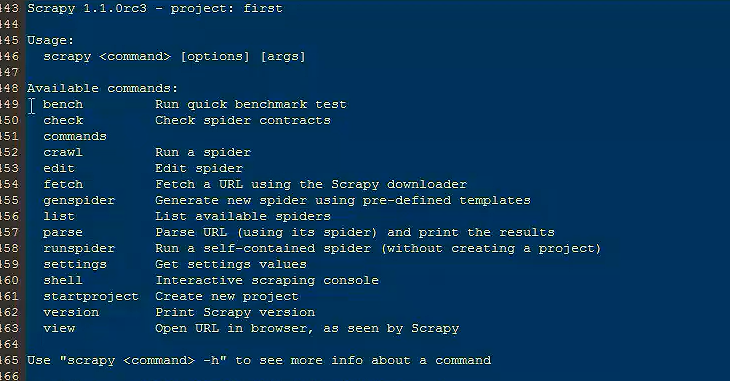 443 Scrapy 1.1.0rc3 - project: first
444
445 Usage:
446   scrapy <command> [options] [args]
447
448 Available commands:
449   bench         Run quick benchmark test
450   check         Check spider contracts
451   commands
452   crawl         Run a spider
453   edit          Edit spider
454   fetch         Fetch a URL using the Scrapy downloader
455   genspider     Generate new spider using pre-defined templates
456   list          List available spiders
457   parse         Parse URL (using its spider) and print the results
458   runspider     Run a self-contained spider (without creating a project)
459   settings      Get settings values
460   shell         Interactive scraping console
461   startproject  Create new project
462   version       Print Scrapy version
463   view          Open URL in browser, as seen by Scrapy
464
465 Use "scrapy <command> -h" to see more info about a command
466